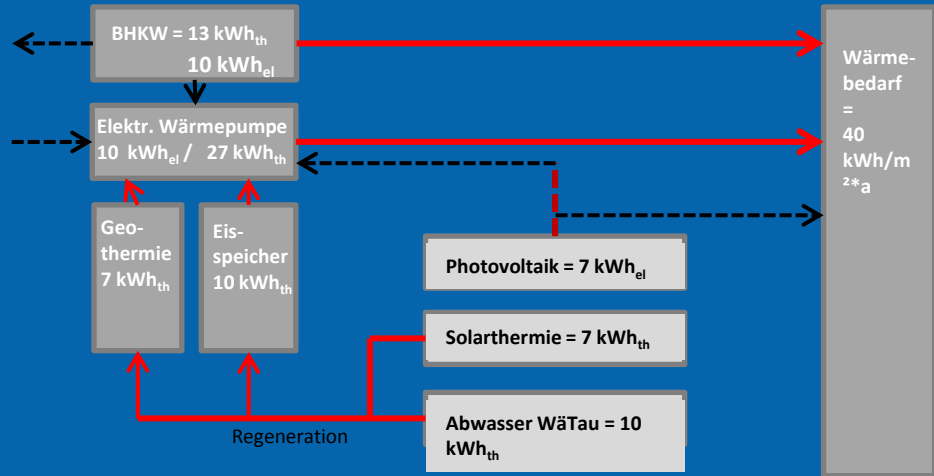 BHKW = 13 kWhth
10 kWhel
Elektr. Wärmepumpe
10 kWhel / 27 kWhth
Geo-
thermie
7 kWhth
Eis-
speicher
10 kWhth
Wärme-
bedarf
=
40
kWh/m
²*a
Photovoltaik = 7 kWhel
Solarthermie = 7 kWhth
Abwasser WäTau = 10
kWhth
Regeneration